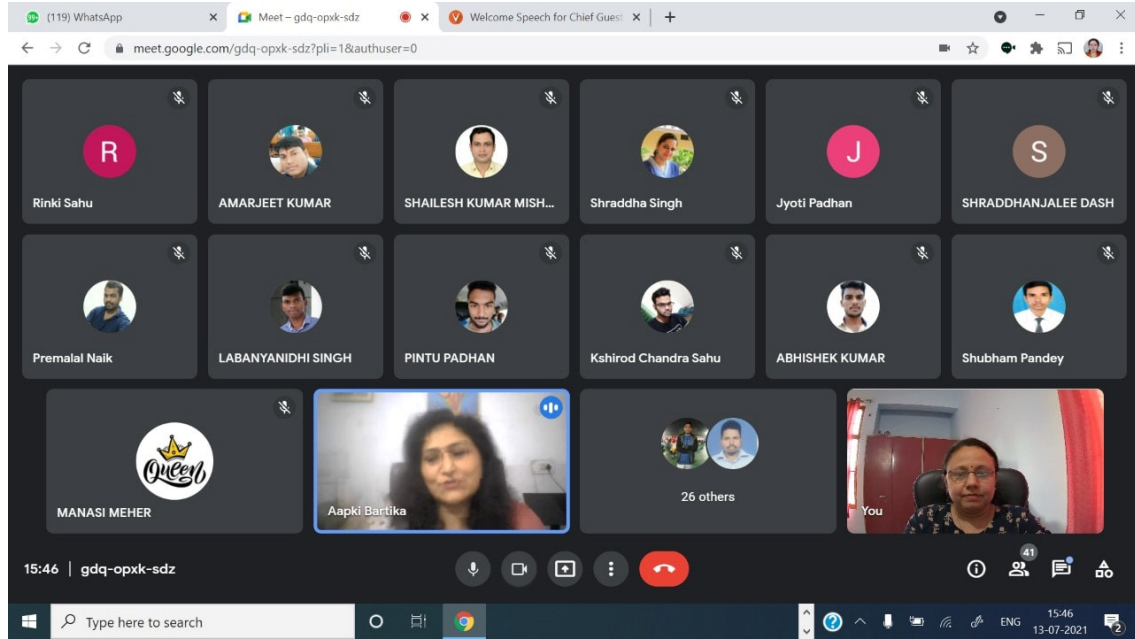 (119) WhatsApp
Meet – gdq-opxk-sdz
Welcome Speech for Chief Guest
meet.google.com/gdq-opxk-sdz?pli=1&authuser=0
R
J
S
Rinki Sahu
AMARJEET KUMAR
SHAILESH KUMAR MISH...
Shraddha Singh
Jyoti Padhan
SHRADDHANJALEE DASH
Premalal Naik
LABANYANIDHI SINGH
PINTU PADHAN
Kshirod Chandra Sahu
ABHISHEK KUMAR
Shubham Pandey
Queen
MANASI MEHER
Aapki Bartika
26 others
You
15:46 | gdq-opxk-sdz
41
Type here to search
ENG
15:46
13-07-2021
2